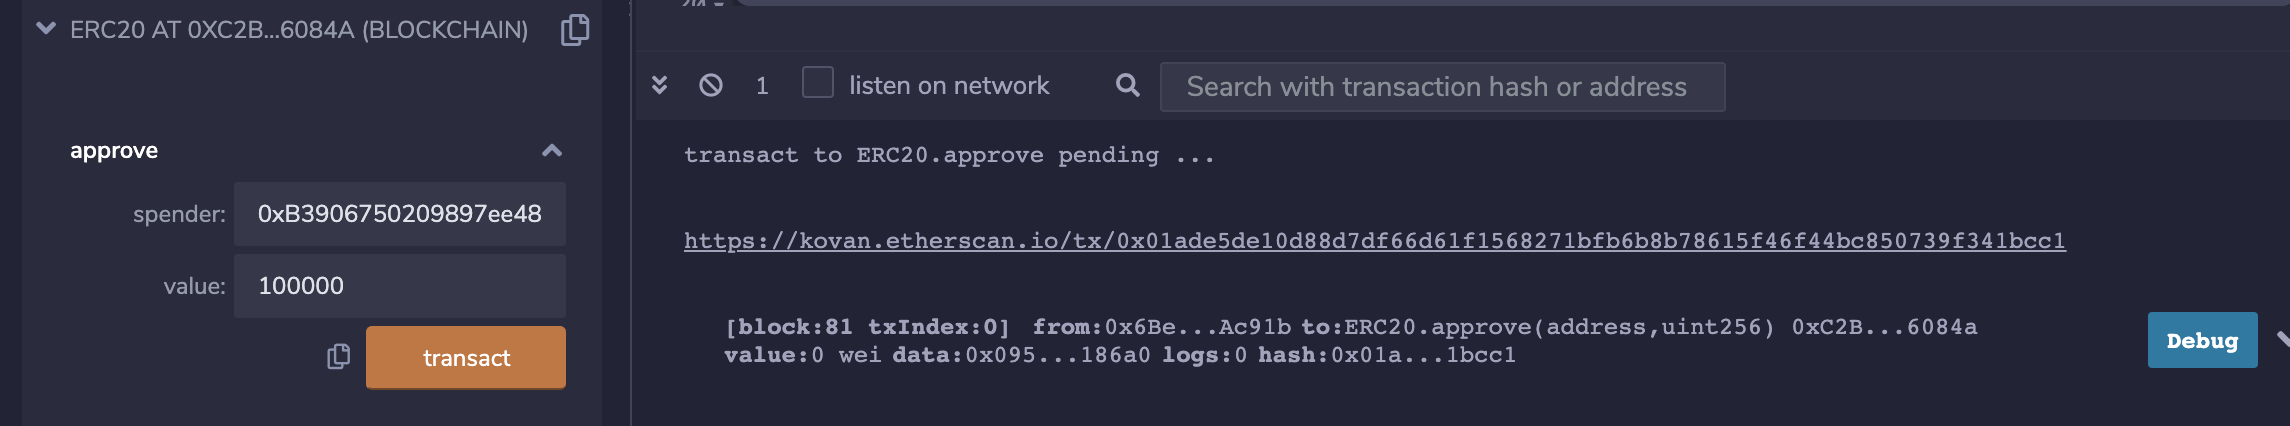 ERC20 AT 0XC2B...6084A (BLOCKCHAIN)
approve
spender: 0xB3906750209897ee48
value: 100000
transact
1 listen on network Search with transaction hash or address
transact to ERC20.approve pending ...
https://kovan.etherscan.io/tx/0x01ade5de10d88d7df66d61f1568271bfb6b8b78615f46f44bc850739f341bcc1
[block:81 txIndex:0] from:0x6Be...Ac91b to:ERC20.approve(address,uint256) 0xC2B...6084a
value:0 wei data:0x095...186a0 logs:0 hash:0x01a...1bcc1
Debug